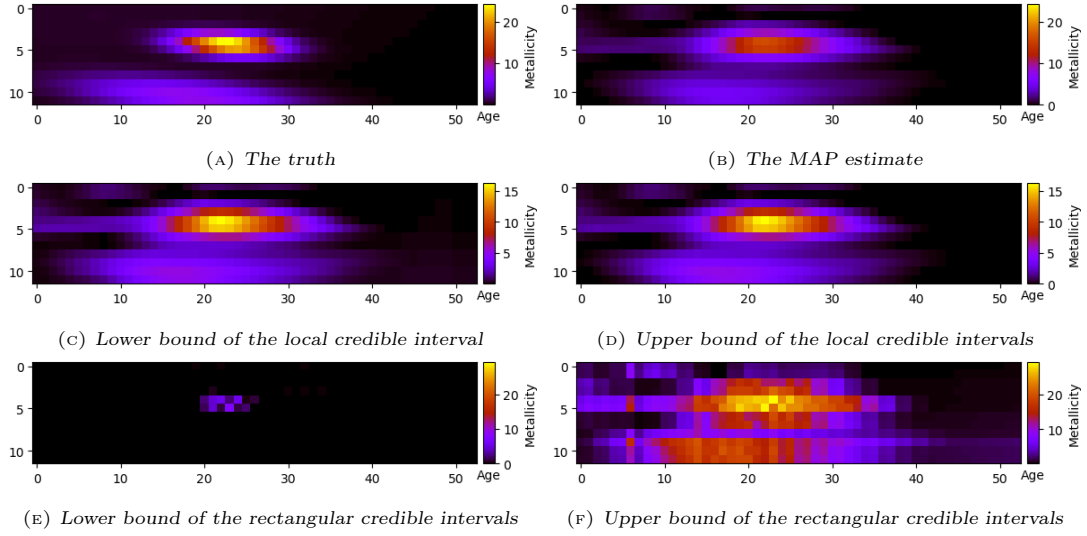 0
5
10
0 10 20 30 40 50 Age
20
10
Metallicity
(A) The truth
0
5
10
0 10 20 30 40 50 Age
20
10
0
Metallicity
(B) The MAP estimate
0
5
10
0 10 20 30 40 50 Age
15
10
5
0
Metallicity
(C) Lower bound of the local credible interval
0
5
10
0 10 20 30 40 50 Age
15
10
5
0
Metallicity
(D) Upper bound of the local credible intervals
0
5
10
0 10 20 30 40 50 Age
20
10
0
Metallicity
(E) Lower bound of the rectangular credible intervals
0
5
10
0 10 20 30 40 50 Age
20
10
Metallicity
(F) Upper bound of the rectangular credible intervals